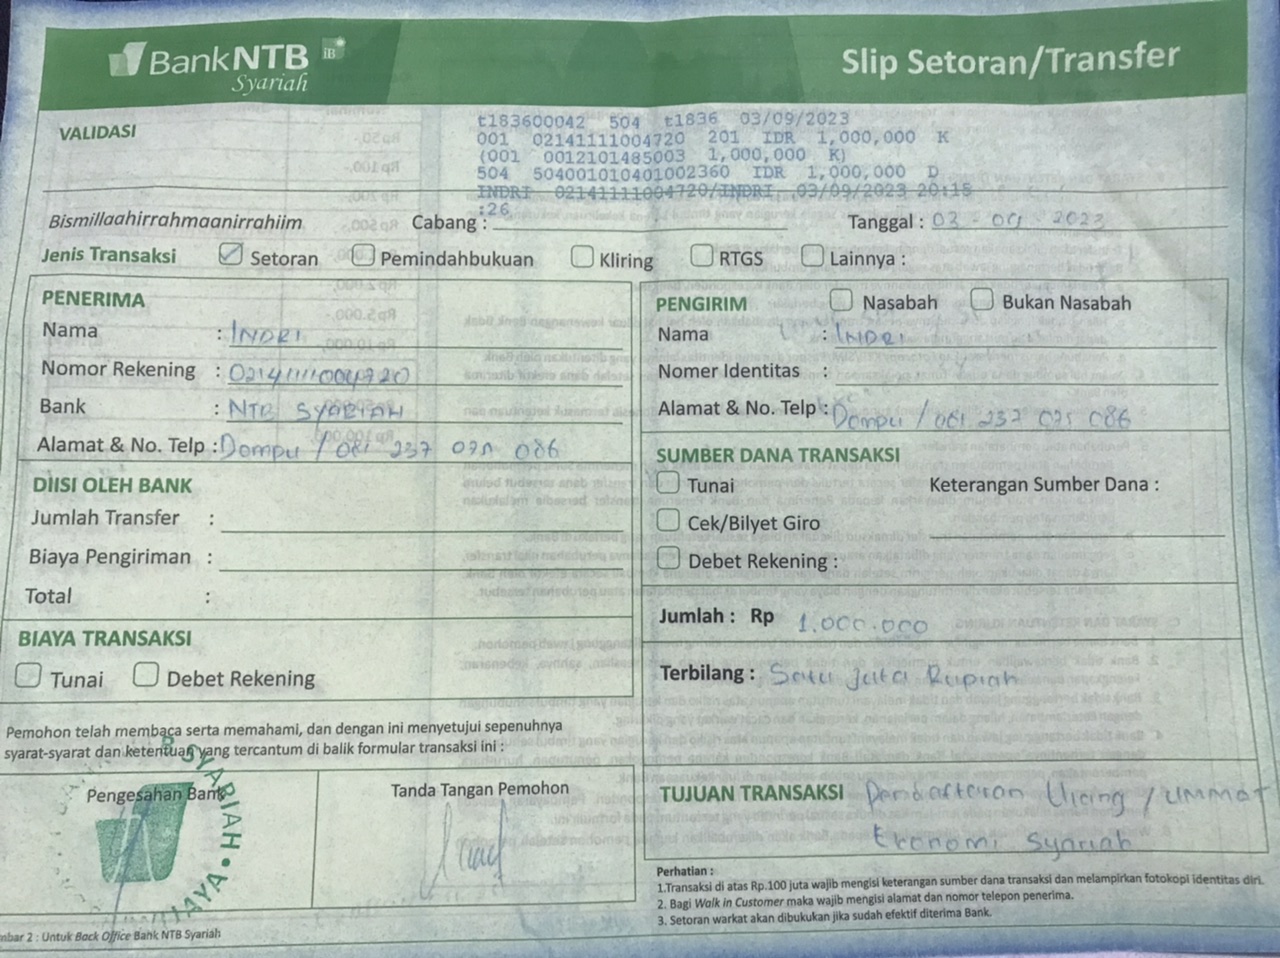 BankNTB iB
Syariah
Slip Setoran/Transfer
VALIDASI
t183600042 504 t1836 03/09/2023
001 02141111004720 201 IDR 1,000,000 K
(001 0012101485003 1,000,000 K)
504 504001010401002360 IDR 1,000,000 D
INDRI 02141111004720/INDRI 03/09/2023 20:15
:26
Bismillaahirrahmaanirrahiim Cabang : Tanggal : 03 - 09 - 2023
Jenis Transaksi Setoran Pemindahbukuan Kliring RTGS Lainnya :
PENERIMA
Nama : INDRI
Nomor Rekening : 02141111004720
Bank : NTB SYARIAH
Alamat & No. Telp : Dompu / 081 237 075 086
DIISI OLEH BANK
Jumlah Transfer :
Biaya Pengiriman :
Total :
BIAYA TRANSAKSI
Tunai Debet Rekening
PENGIRIM Nasabah Bukan Nasabah
Nama : INDRI
Nomer Identitas :
Alamat & No. Telp : Dompu / 081 237 075 086
SUMBER DANA TRANSAKSI
Tunai Keterangan Sumber Dana :
Cek/Bilyet Giro
Debet Rekening :
Jumlah : Rp 1.000.000
Terbilang : Satu Juta Rupiah
Pemohon telah membaca serta memahami, dan dengan ini menyetujui sepenuhnya
syarat-syarat dan ketentuan yang tercantum di balik formular transaksi ini :
Pengesahan Bank Tanda Tangan Pemohon
SYARIAH
TUJUAN TRANSAKSI Pendaftaran / UMMAT
Ekonomi Syariah
Perhatian :
1.Transaksi di atas Rp.100 juta wajib mengisi keterangan sumber dana transaksi dan melampirkan fotokopi identitas diri.
2. Bagi Walk in Customer maka wajib mengisi alamat dan nomor telepon penerima.
3. Setoran warkat akan dibukukan jika sudah efektif diterima Bank.
mbar 2 : Untuk Back Office Bank NTB Syariah